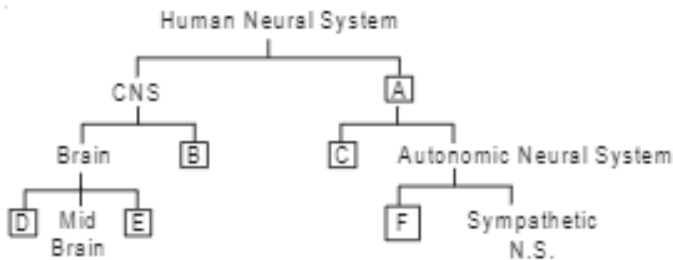 Human Neural System
CNS A
B C
Brain Autonomic Neural System
D Mid Brain E F Sympathetic N.S.